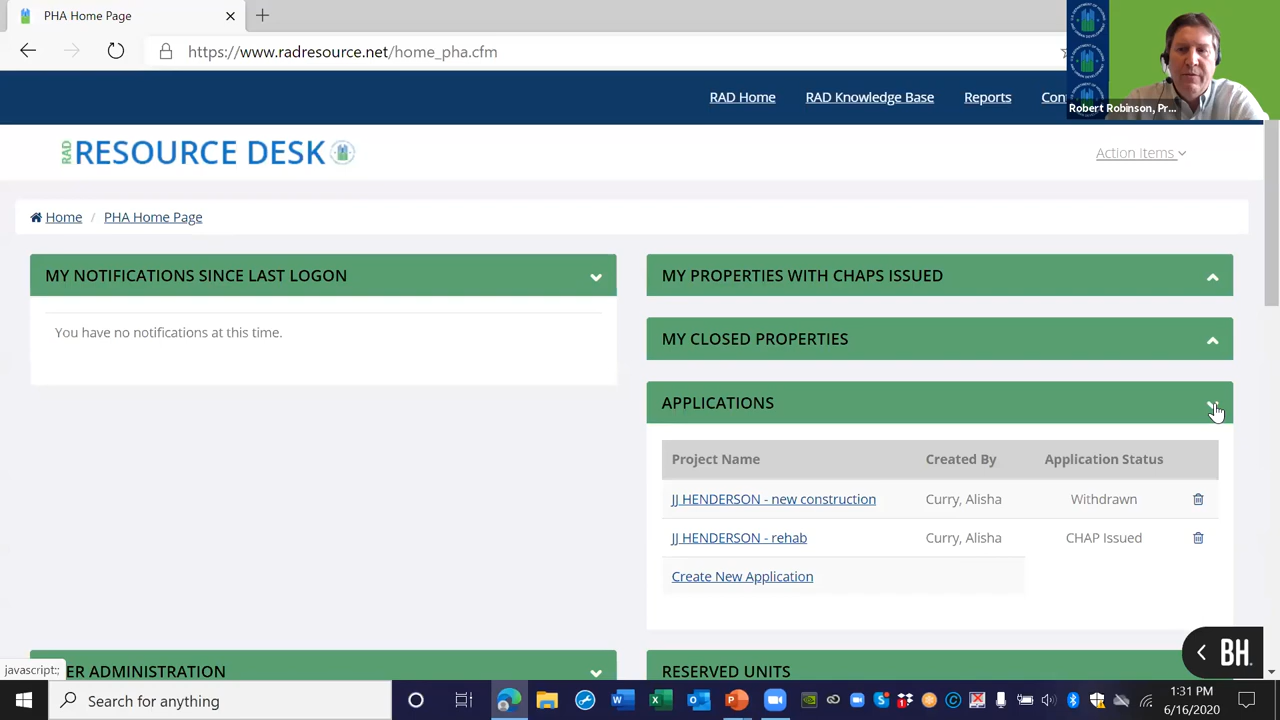 PHA Home Page
https://www.radresource.net/home_pha.cfm
RAD Home
RAD Knowledge Base
Reports
Robert Robinson, Pr...
RAD RESOURCE DESK
Action Items
Home / PHA Home Page
MY NOTIFICATIONS SINCE LAST LOGON
You have no notifications at this time.
MY PROPERTIES WITH CHAPS ISSUED
MY CLOSED PROPERTIES
APPLICATIONS
Project Name Created By Application Status
JJ HENDERSON - new construction Curry, Alisha Withdrawn
JJ HENDERSON - rehab Curry, Alisha CHAP Issued
Create New Application
BH.
javascript:;
ADMINISTRATION
RESERVED UNITS
Search for anything
1:31 PM
6/16/2020